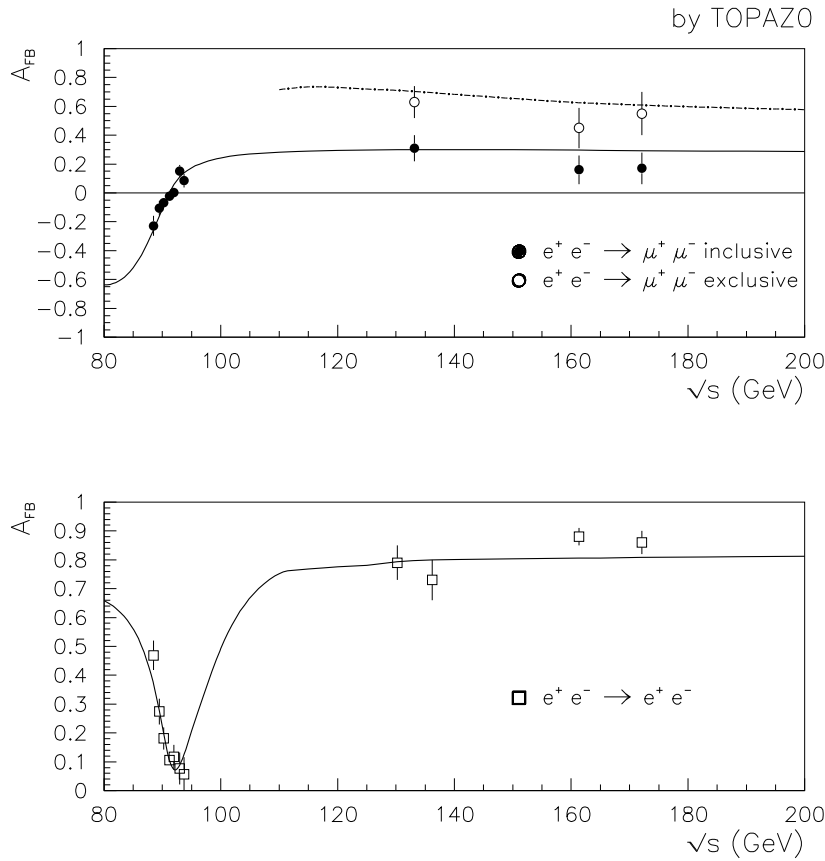 by TOPAZ0
A_FB
1
0.8
0.6
0.4
0.2
0
−0.2
−0.4
−0.6
−0.8
−1
e⁺ e⁻ → μ⁺ μ⁻ inclusive
e⁺ e⁻ → μ⁺ μ⁻ exclusive
80 100 120 140 160 180 200
√s (GeV)
A_FB
1
0.9
0.8
0.7
0.6
0.5
0.4
0.3
0.2
0.1
0
e⁺ e⁻ → e⁺ e⁻
80 100 120 140 160 180 200
√s (GeV)